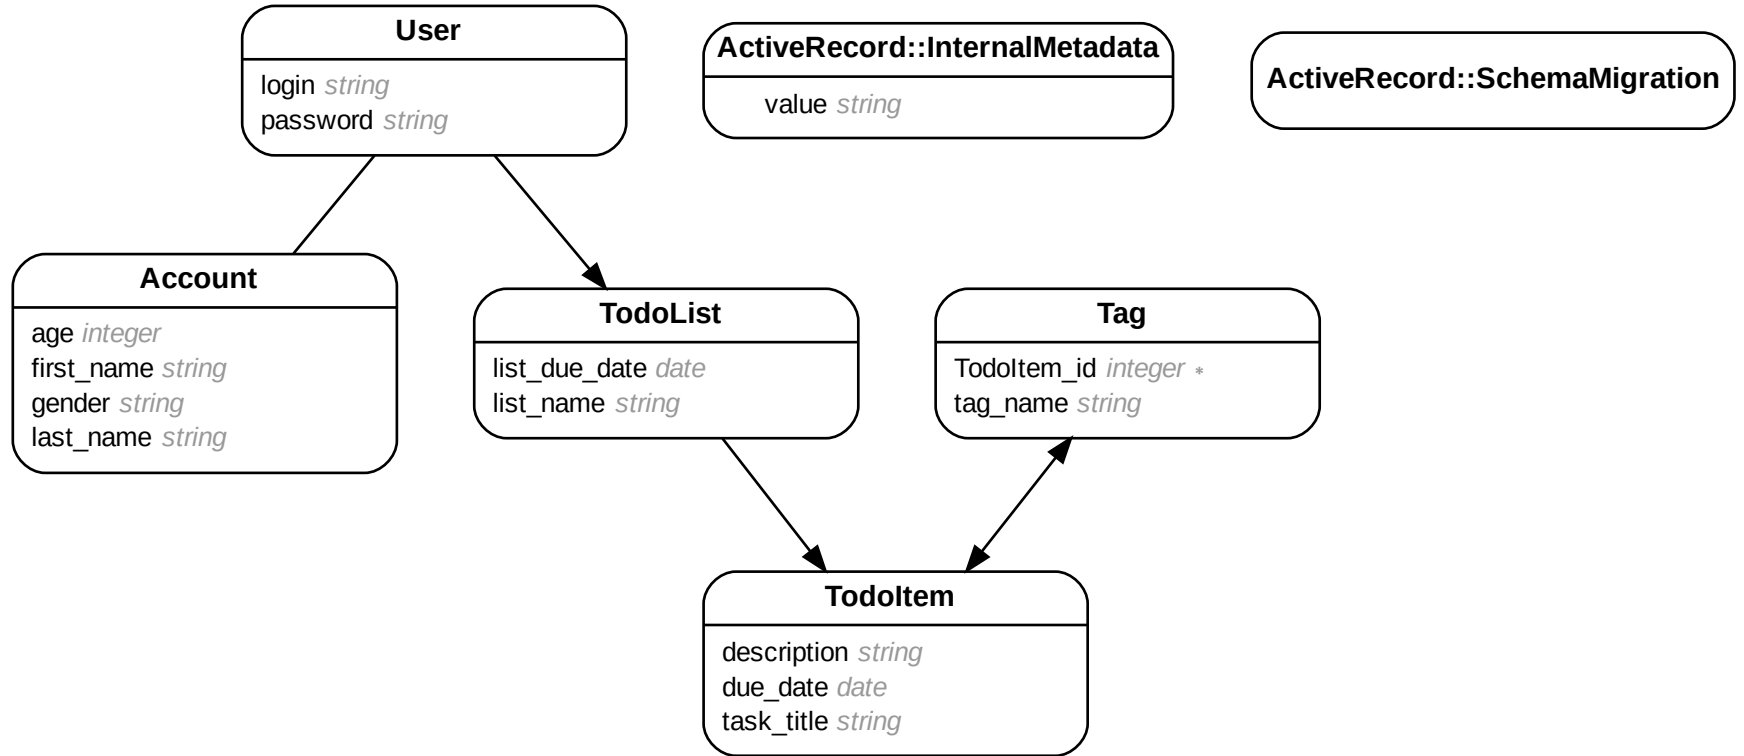 User
login string
password string
ActiveRecord::InternalMetadata
value string
ActiveRecord::SchemaMigration
Account
age integer
first_name string
gender string
last_name string
TodoList
list_due_date date
list_name string
Tag
TodoItem_id integer *
tag_name string
TodoItem
description string
due_date date
task_title string